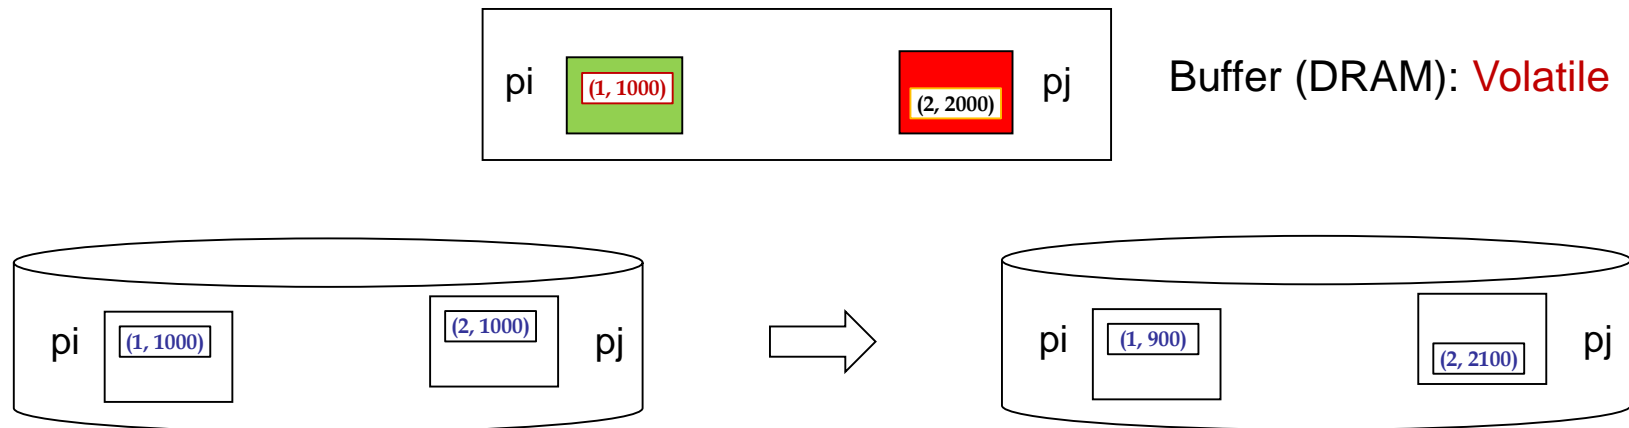 pi
(1, 1000)
(2, 2000)
pj
Buffer (DRAM): Volatile
pi
(1, 1000)
(2, 1000)
pj
pi
(1, 900)
(2, 2100)
pj